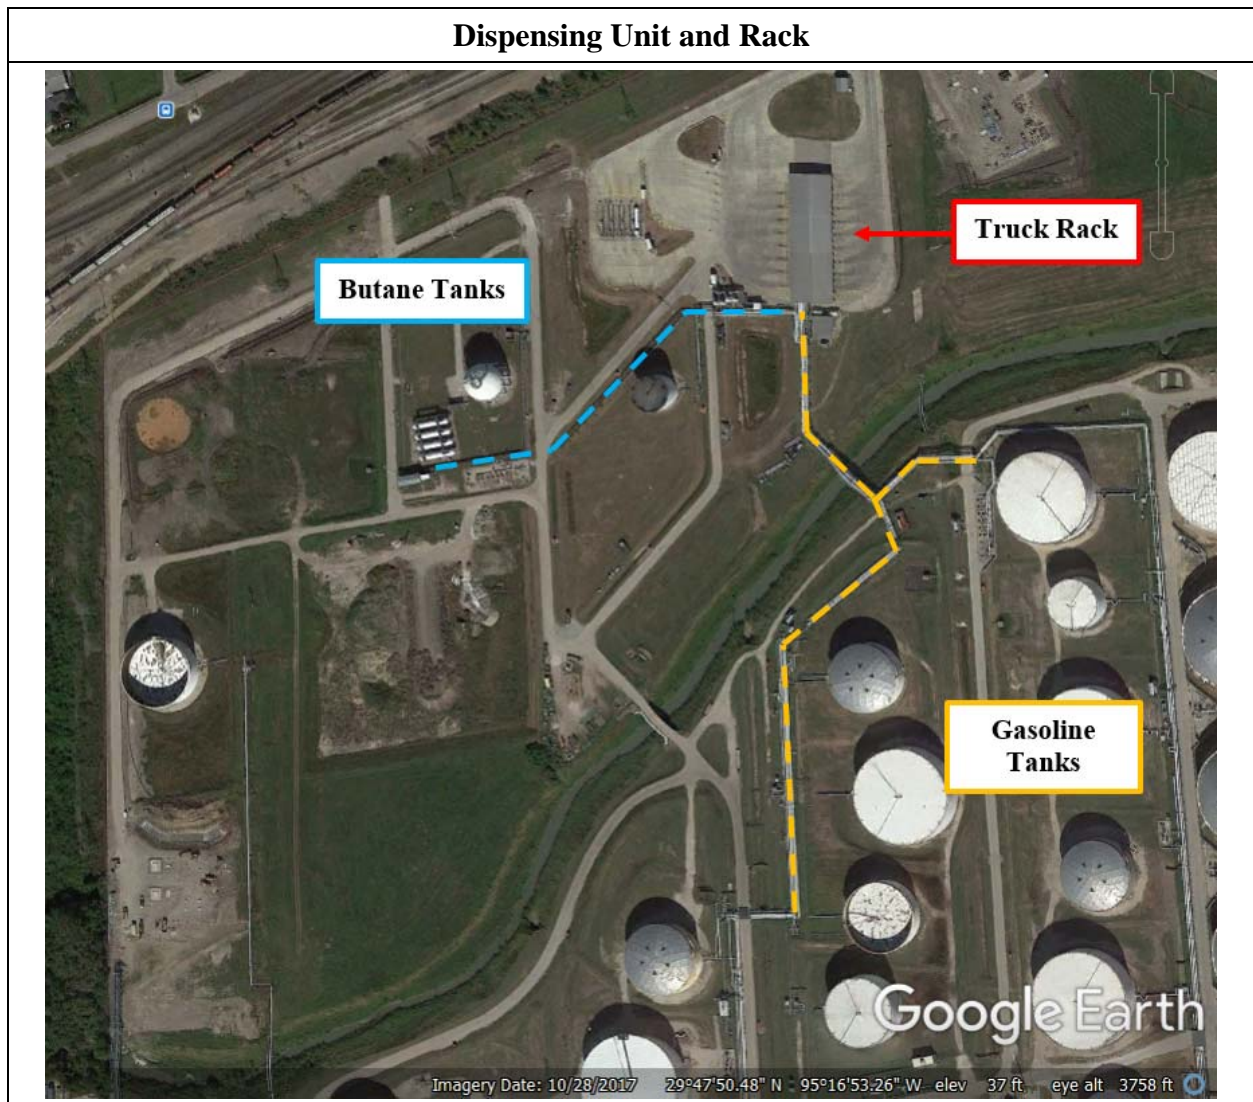 Dispensing Unit and Rack
Truck Rack
Butane Tanks
Gasoline
Tanks
Google Earth
Imagery Date: 10/28/2017 29°47'50.48" N 95°16'53.26" W elev 37 ft eye alt 3758 ft